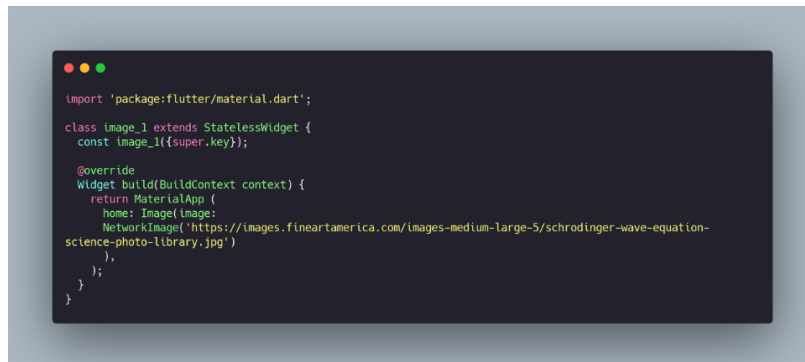 import 'package:flutter/material.dart';
class image_1 extends StatelessWidget {
const image_1({super.key});
@override
Widget build(BuildContext context) {
return MaterialApp (
home: Image(image:
NetworkImage('https://images.fineartamerica.com/images-medium-large-5/schrodinger-wave-equation-
science-photo-library.jpg')
),
);
}
}